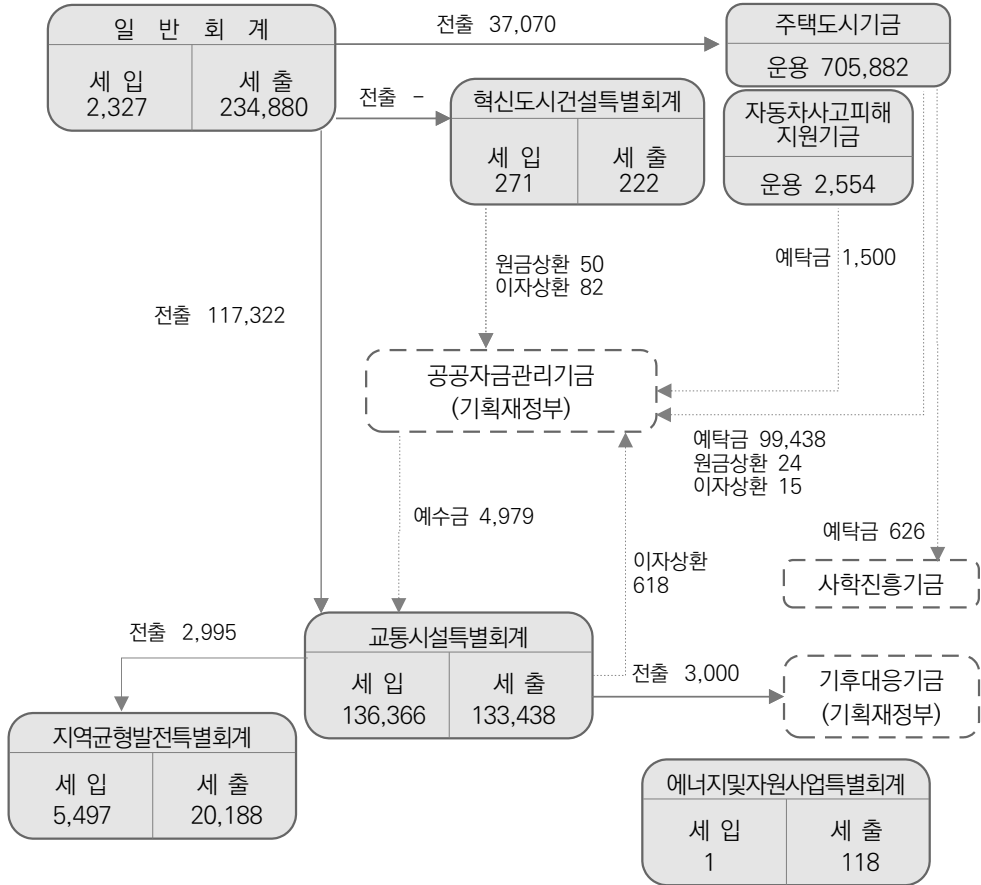 일 반 회 계
세 입
2,327
세 출
234,880
전출 37,070
주택도시기금
운용 705,882
전출 -
혁신도시건설특별회계
세 입
271
세 출
222
자동차사고피해
지원기금
운용 2,554
원금상환 50
이자상환 82
예탁금 1,500
전출 117,322
공공자금관리기금
(기획재정부)
예탁금 99,438
원금상환 24
이자상환 15
예수금 4,979
예탁금 626
이자상환
618
사학진흥기금
전출 2,995
교통시설특별회계
세 입
136,366
세 출
133,438
전출 3,000
기후대응기금
(기획재정부)
지역균형발전특별회계
세 입
5,497
세 출
20,188
에너지및자원사업특별회계
세 입
1
세 출
118